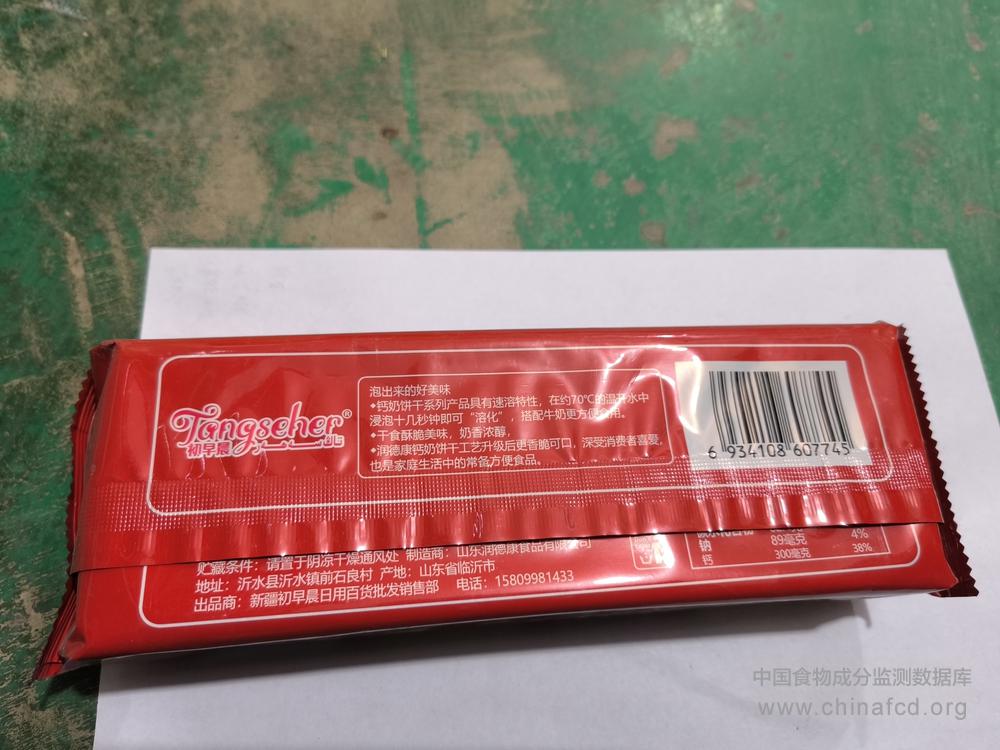 Tangseher®
初早晨
泡出来的好美味
◆钙奶饼干系列产品具有速溶特性，在约70℃的温开水中
浸泡十几秒钟即可“溶化”，搭配牛奶更方便食用。
◆干食酥脆美味，奶香浓醇，
◆润德康钙奶饼干工艺升级后更香脆可口，深受消费者喜爱，
也是家庭生活中的常备方便食品。
6 934108 607745
贮藏条件：请置于阴凉干燥通风处 制造商：山东润德康食品有限公司
地址：沂水县沂水镇前石良村 产地：山东省临沂市
出品商：新疆初早晨日用百货批发销售部 电话：15809981433
钠 89毫克 4%
钙 300毫克 38%
中国食物成分监测数据库
www.chinafcd.org